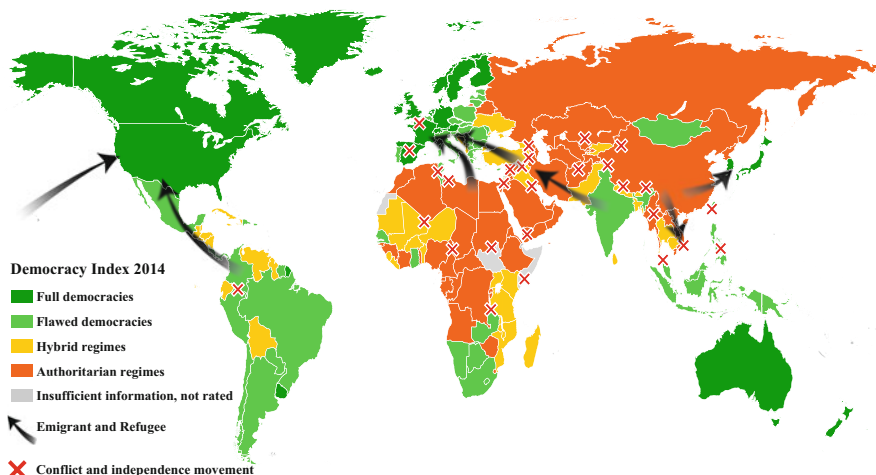 Democracy Index 2014
Full democracies
Flawed democracies
Hybrid regimes
Authoritarian regimes
Insufficient information, not rated
Emigrant and Refugee
Conflict and independence movement